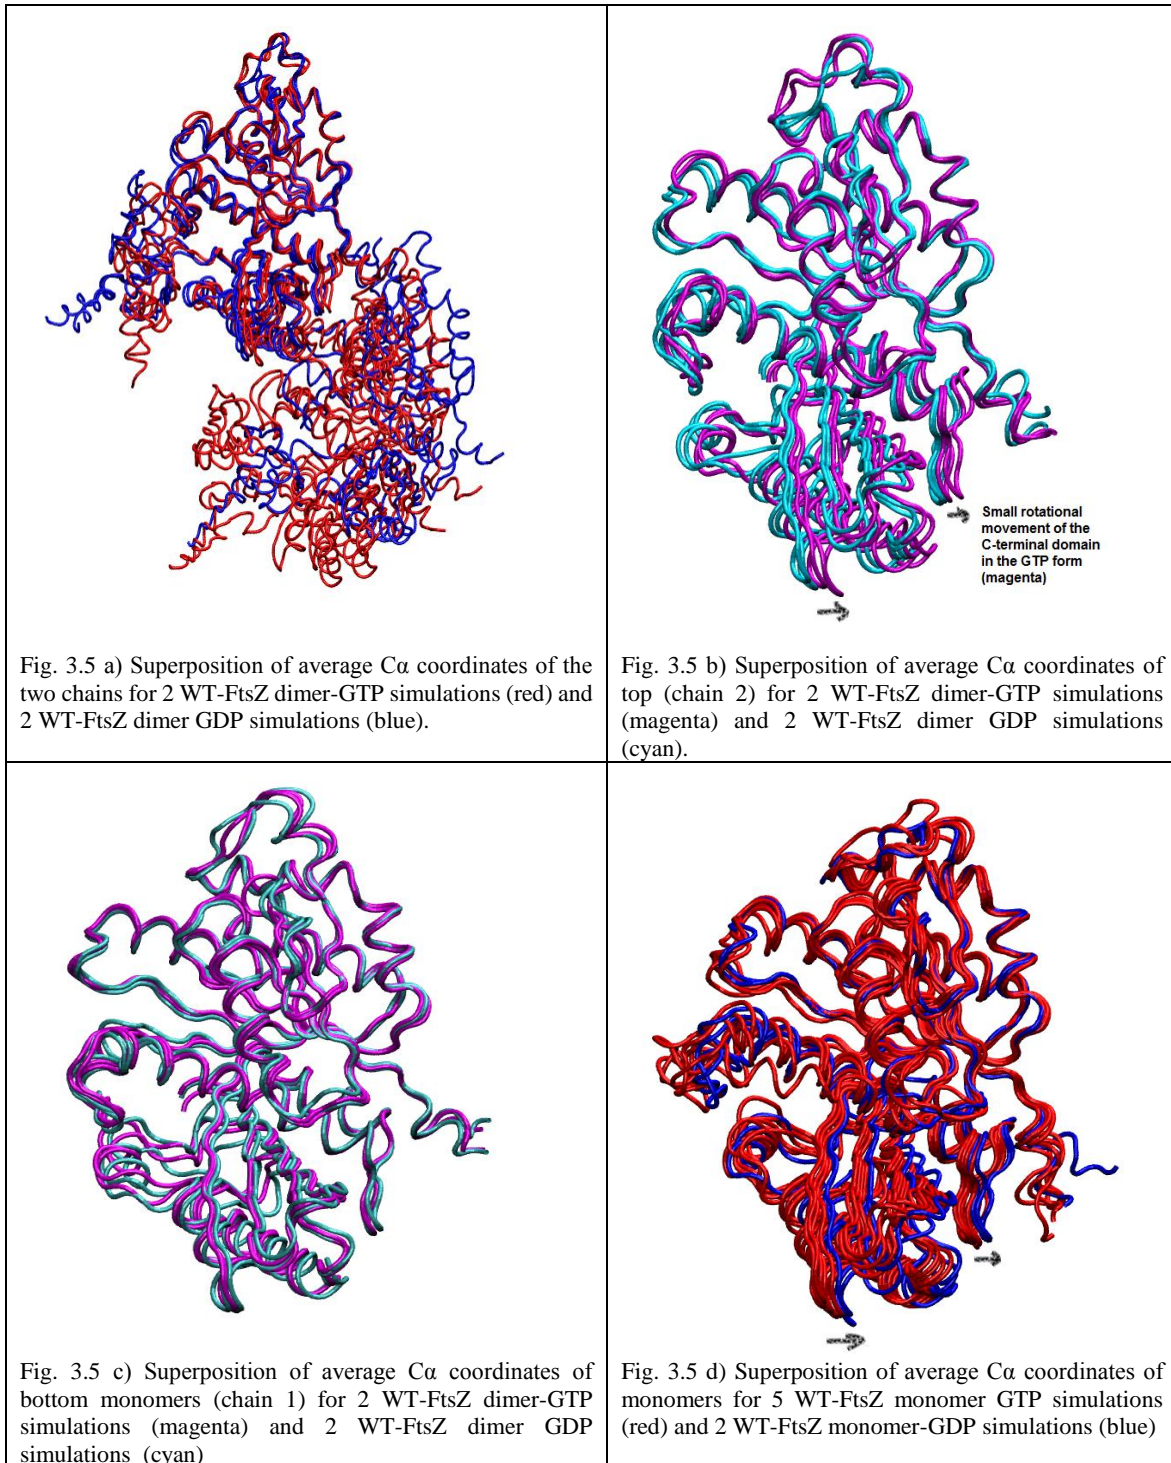 Small rotational
movement of the
C-terminal domain
in the GTP form
(magenta)
Fig. 3.5 a) Superposition of average Cα coordinates of the
two chains for 2 WT-FtsZ dimer-GTP simulations (red) and
2 WT-FtsZ dimer GDP simulations (blue).
Fig. 3.5 b) Superposition of average Cα coordinates of
top (chain 2) for 2 WT-FtsZ dimer-GTP simulations
(magenta) and 2 WT-FtsZ dimer GDP simulations
(cyan).
Fig. 3.5 c) Superposition of average Cα coordinates of
bottom monomers (chain 1) for 2 WT-FtsZ dimer-GTP
simulations (magenta) and 2 WT-FtsZ dimer GDP
simulations (cyan)
Fig. 3.5 d) Superposition of average Cα coordinates of
monomers for 5 WT-FtsZ monomer GTP simulations
(red) and 2 WT-FtsZ monomer-GDP simulations (blue)